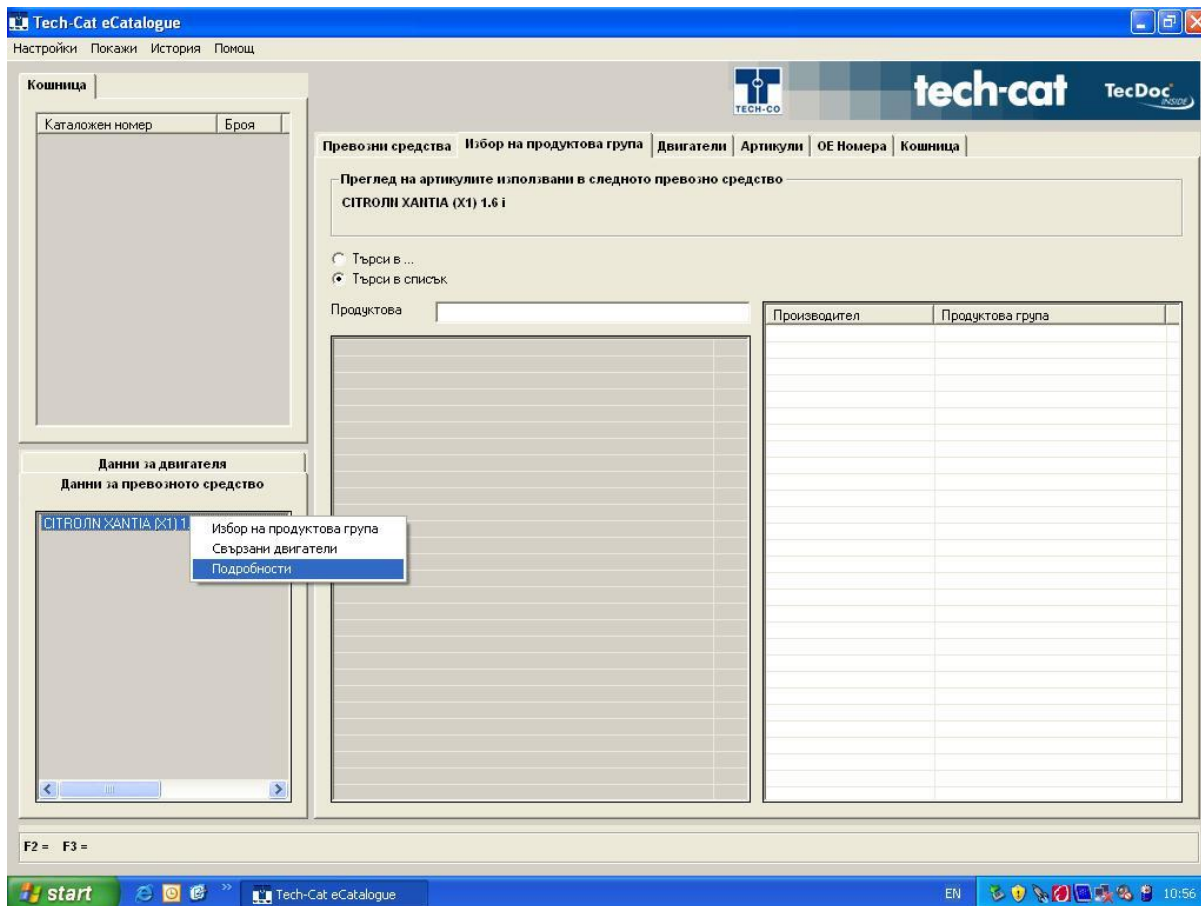 Tech-Cat eCatalogue
Настройки Покажи История Помощ
Кошница
Каталожен номер Броя
TECH-CO
tech-cat
TecDoc
INSIDE
Превозни средства Избор на продуктова група Двигатели Артикули ОЕ Номера Кошница
Преглед на артикулите използвани в следното превозно средство
CITROЛN XANTIA (X1) 1.6 i
Търси в ...
Търси в списък
Продуктова
Производител Продуктова група
Данни за двигателя
Данни за превозното средство
CITROЛN XANTIA (X1) 1.
Избор на продуктова група
Свързани двигатели
Подробности
F2 = F3 =
start
Tech-Cat eCatalogue
EN
10:56